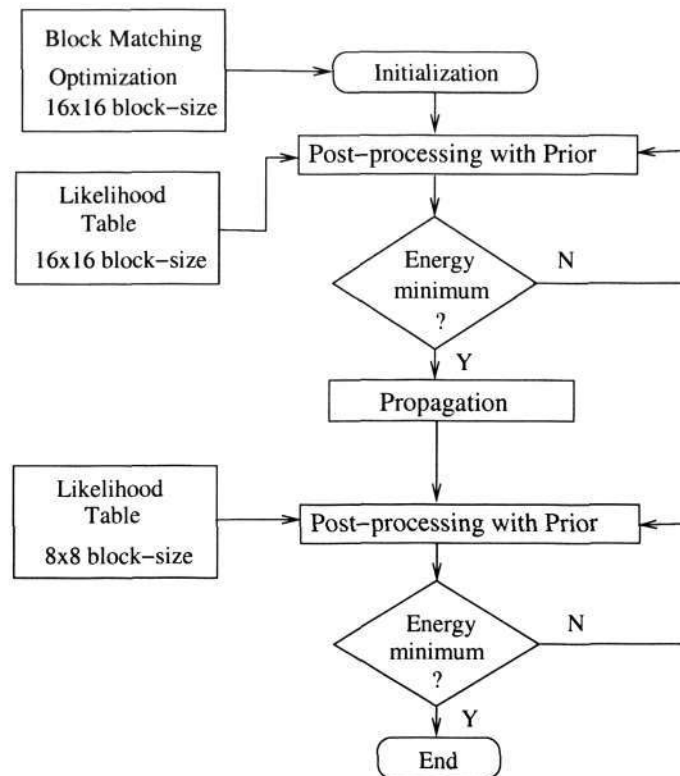 Block Matching
Optimization
16x16 block-size
Initialization
Post-processing with Prior
Likelihood
Table
16x16 block-size
Energy
minimum
?
N
Y
Propagation
Likelihood
Table
8x8 block-size
Post-processing with Prior
Energy
minimum
?
N
Y
End